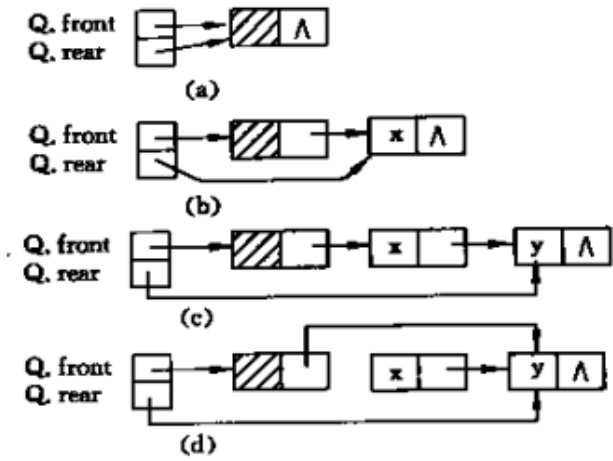 Q. front Λ
Q. rear
(a)
Q. front x Λ
Q. rear
(b)
Q. front x y Λ
Q. rear
(c)
Q. front x y Λ
Q. rear
(d)